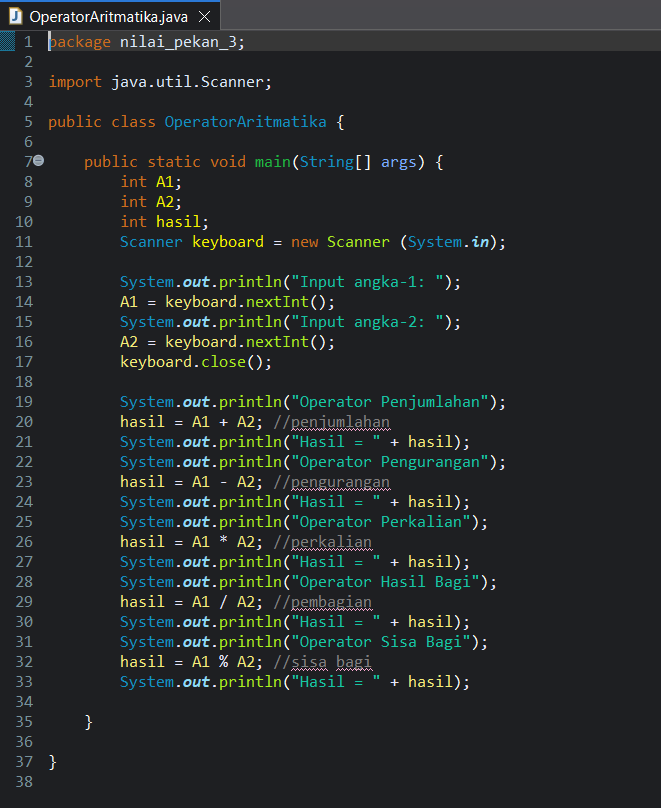 OperatorAritmatika.java
1 package nilai_pekan_3;
2
3 import java.util.Scanner;
4
5 public class OperatorAritmatika {
6
7     public static void main(String[] args) {
8         int A1;
9         int A2;
10         int hasil;
11         Scanner keyboard = new Scanner (System.in);
12
13         System.out.println("Input angka-1: ");
14         A1 = keyboard.nextInt();
15         System.out.println("Input angka-2: ");
16         A2 = keyboard.nextInt();
17         keyboard.close();
18
19         System.out.println("Operator Penjumlahan");
20         hasil = A1 + A2; //penjumlahan
21         System.out.println("Hasil = " + hasil);
22         System.out.println("Operator Pengurangan");
23         hasil = A1 - A2; //pengurangan
24         System.out.println("Hasil = " + hasil);
25         System.out.println("Operator Perkalian");
26         hasil = A1 * A2; //perkalian
27         System.out.println("Hasil = " + hasil);
28         System.out.println("Operator Hasil Bagi");
29         hasil = A1 / A2; //pembagian
30         System.out.println("Hasil = " + hasil);
31         System.out.println("Operator Sisa Bagi");
32         hasil = A1 % A2; //sisa bagi
33         System.out.println("Hasil = " + hasil);
34
35     }
36
37 }
38